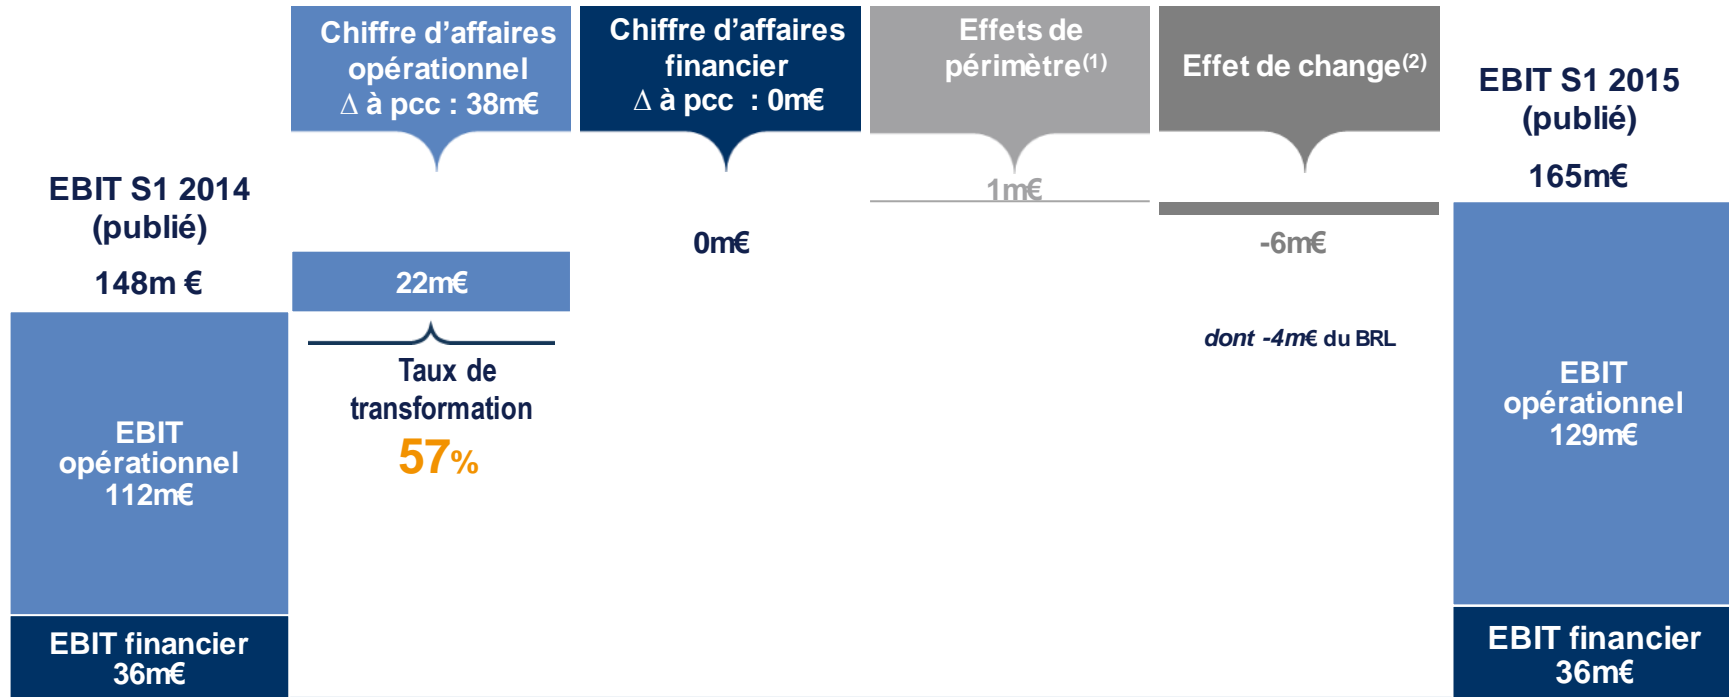 Chiffre d'affaires
opérationnel
Δ à pcc : 38m€
Chiffre d'affaires
financier
Δ à pcc : 0m€
Effets de
périmètre(1)
Effet de change(2)
EBIT S1 2015
(publié)
165m€
EBIT S1 2014
(publié)
148m €
22m€
0m€
1m€
-6m€
dont -4m€ du BRL
Taux de
transformation
57%
EBIT
opérationnel
112m€
EBIT financier
36m€
EBIT
opérationnel
129m€
EBIT financier
36m€